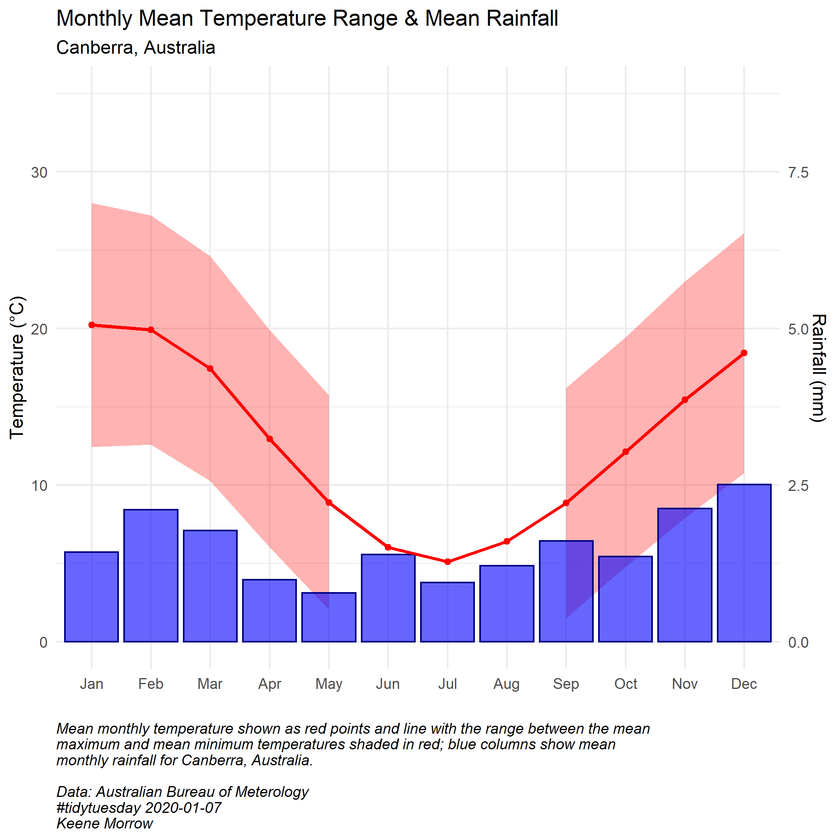 Monthly Mean Temperature Range & Mean Rainfall
Canberra, Australia
Temperature (°C)
30
20
10
0
7.5
5.0
2.5
0.0
Rainfall (mm)
Jan Feb Mar Apr May Jun Jul Aug Sep Oct Nov Dec
Mean monthly temperature shown as red points and line with the range between the mean
maximum and mean minimum temperatures shaded in red; blue columns show mean
monthly rainfall for Canberra, Australia.
Data: Australian Bureau of Meterology
#tidytuesday 2020-01-07
Keene Morrow